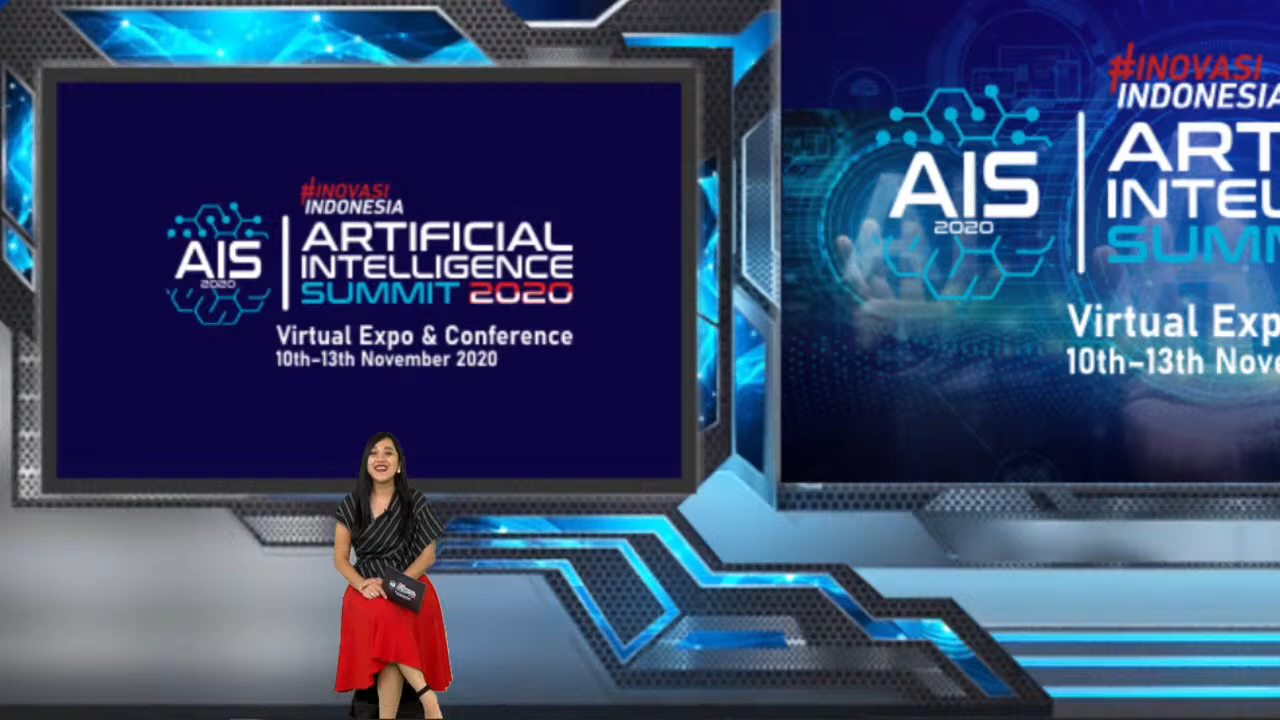 #INOVASI
INDONESIA
AIS
2020
ARTIFICIAL
INTELLIGENCE
SUMMIT 2020
Virtual Expo & Conference
10th-13th November 2020
#INOVASI
INDONESIA
AIS
2020
ART
INTEL
SUMM
Virtual Exp
10th-13th Nove